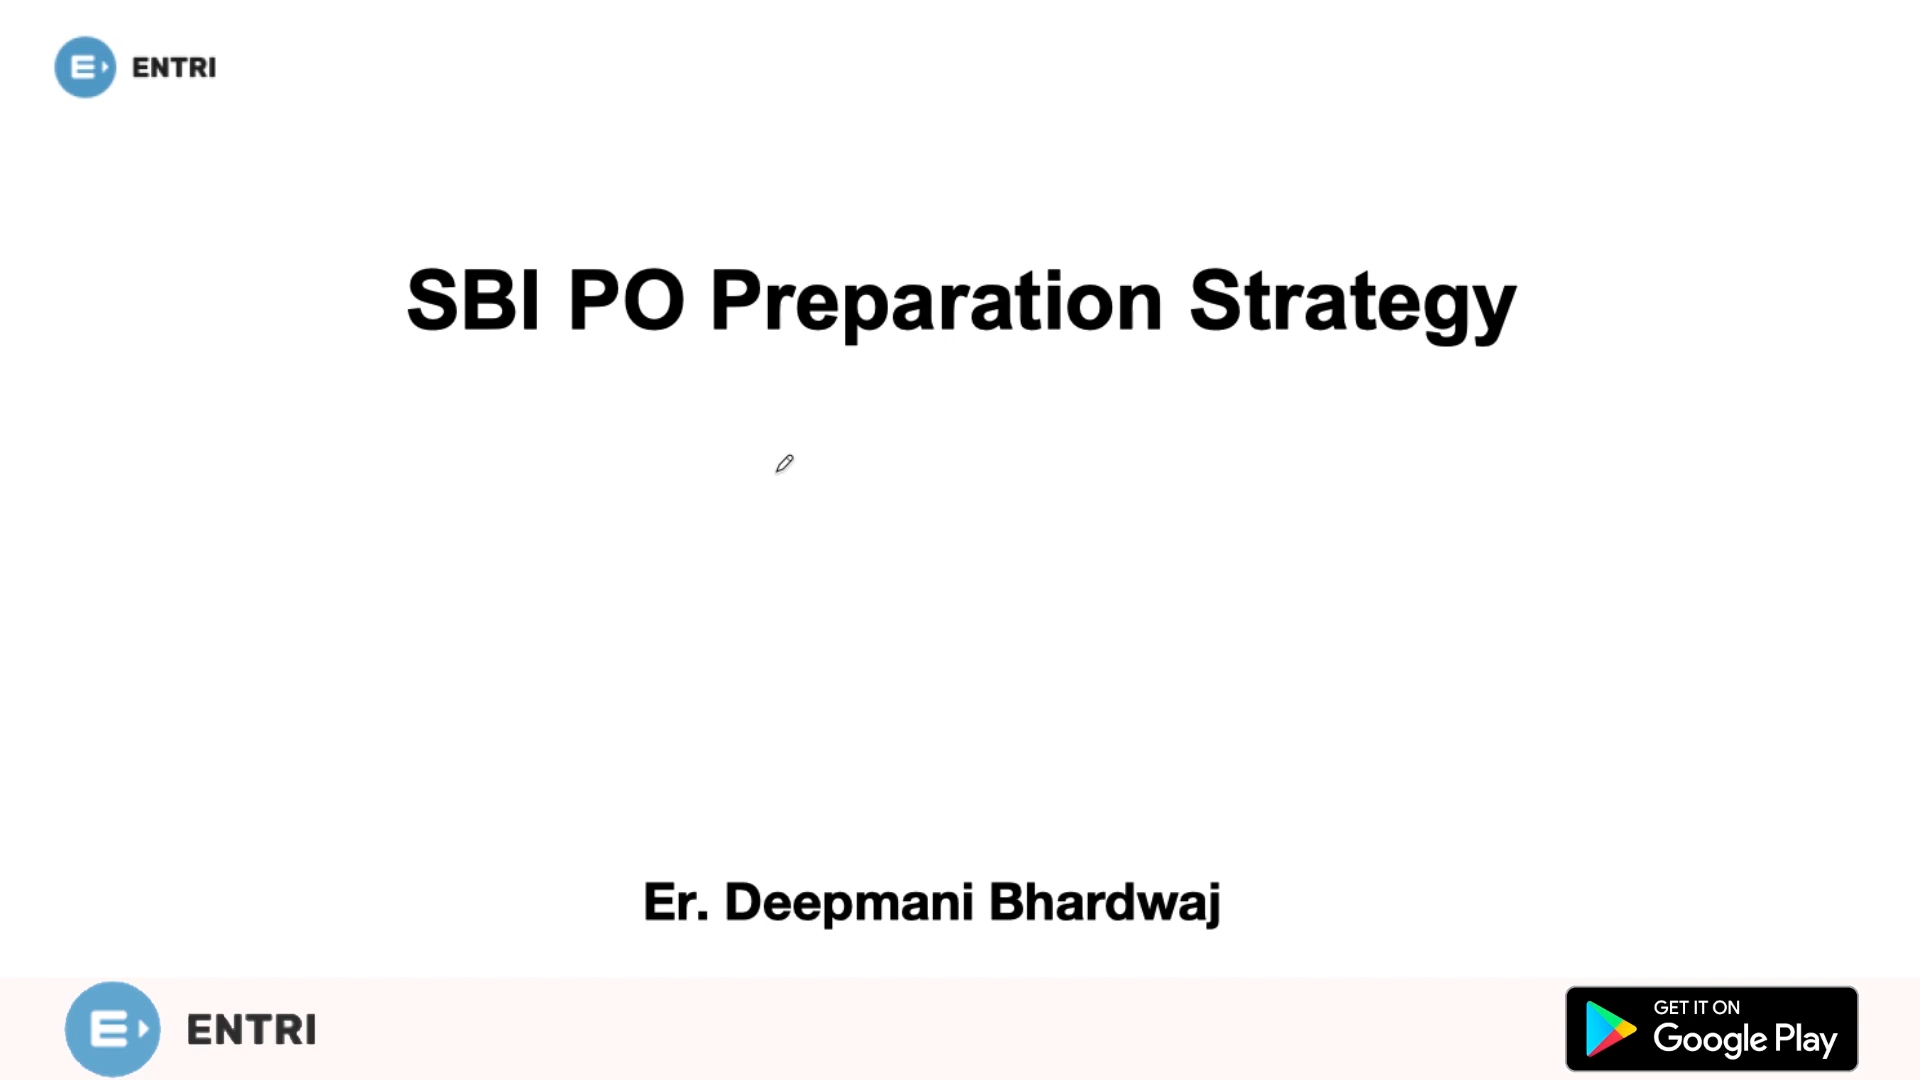 ENTRI
SBI PO Preparation Strategy
Er. Deepmani Bhardwaj
ENTRI
GET IT ON
Google Play